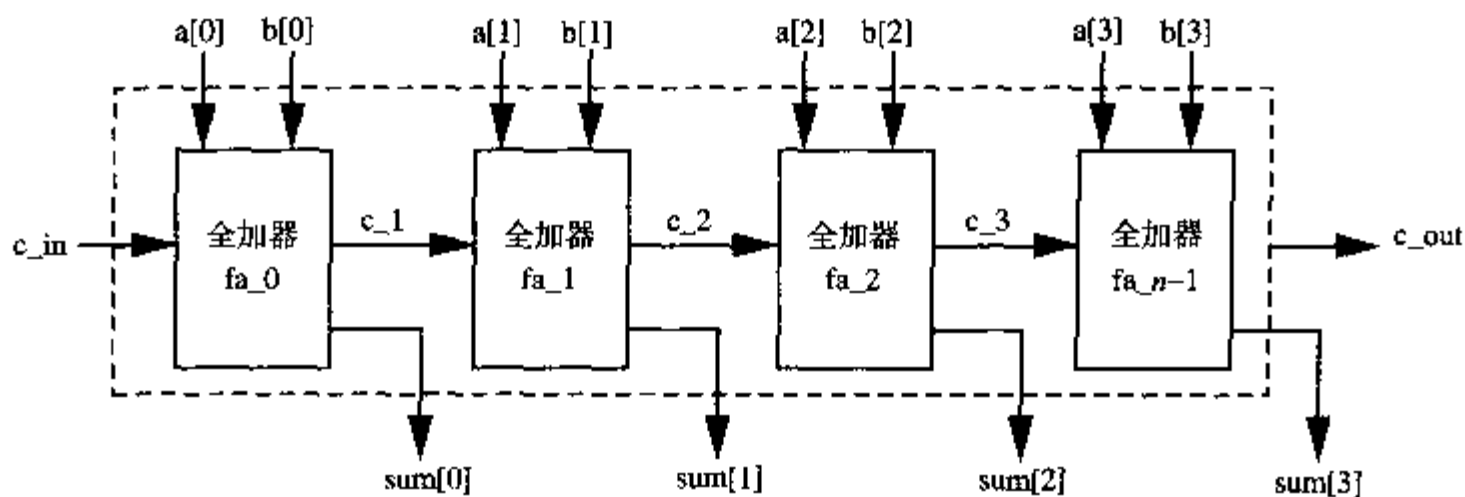 a[0] b[0] a[1] b[1] a[2] b[2] a[3] b[3]
c_in 全加器 c_1 全加器 c_2 全加器 c_3 全加器 c_out
fa_0 fa_1 fa_2 fa_n-1
sum[0] sum[1] sum[2] sum[3]